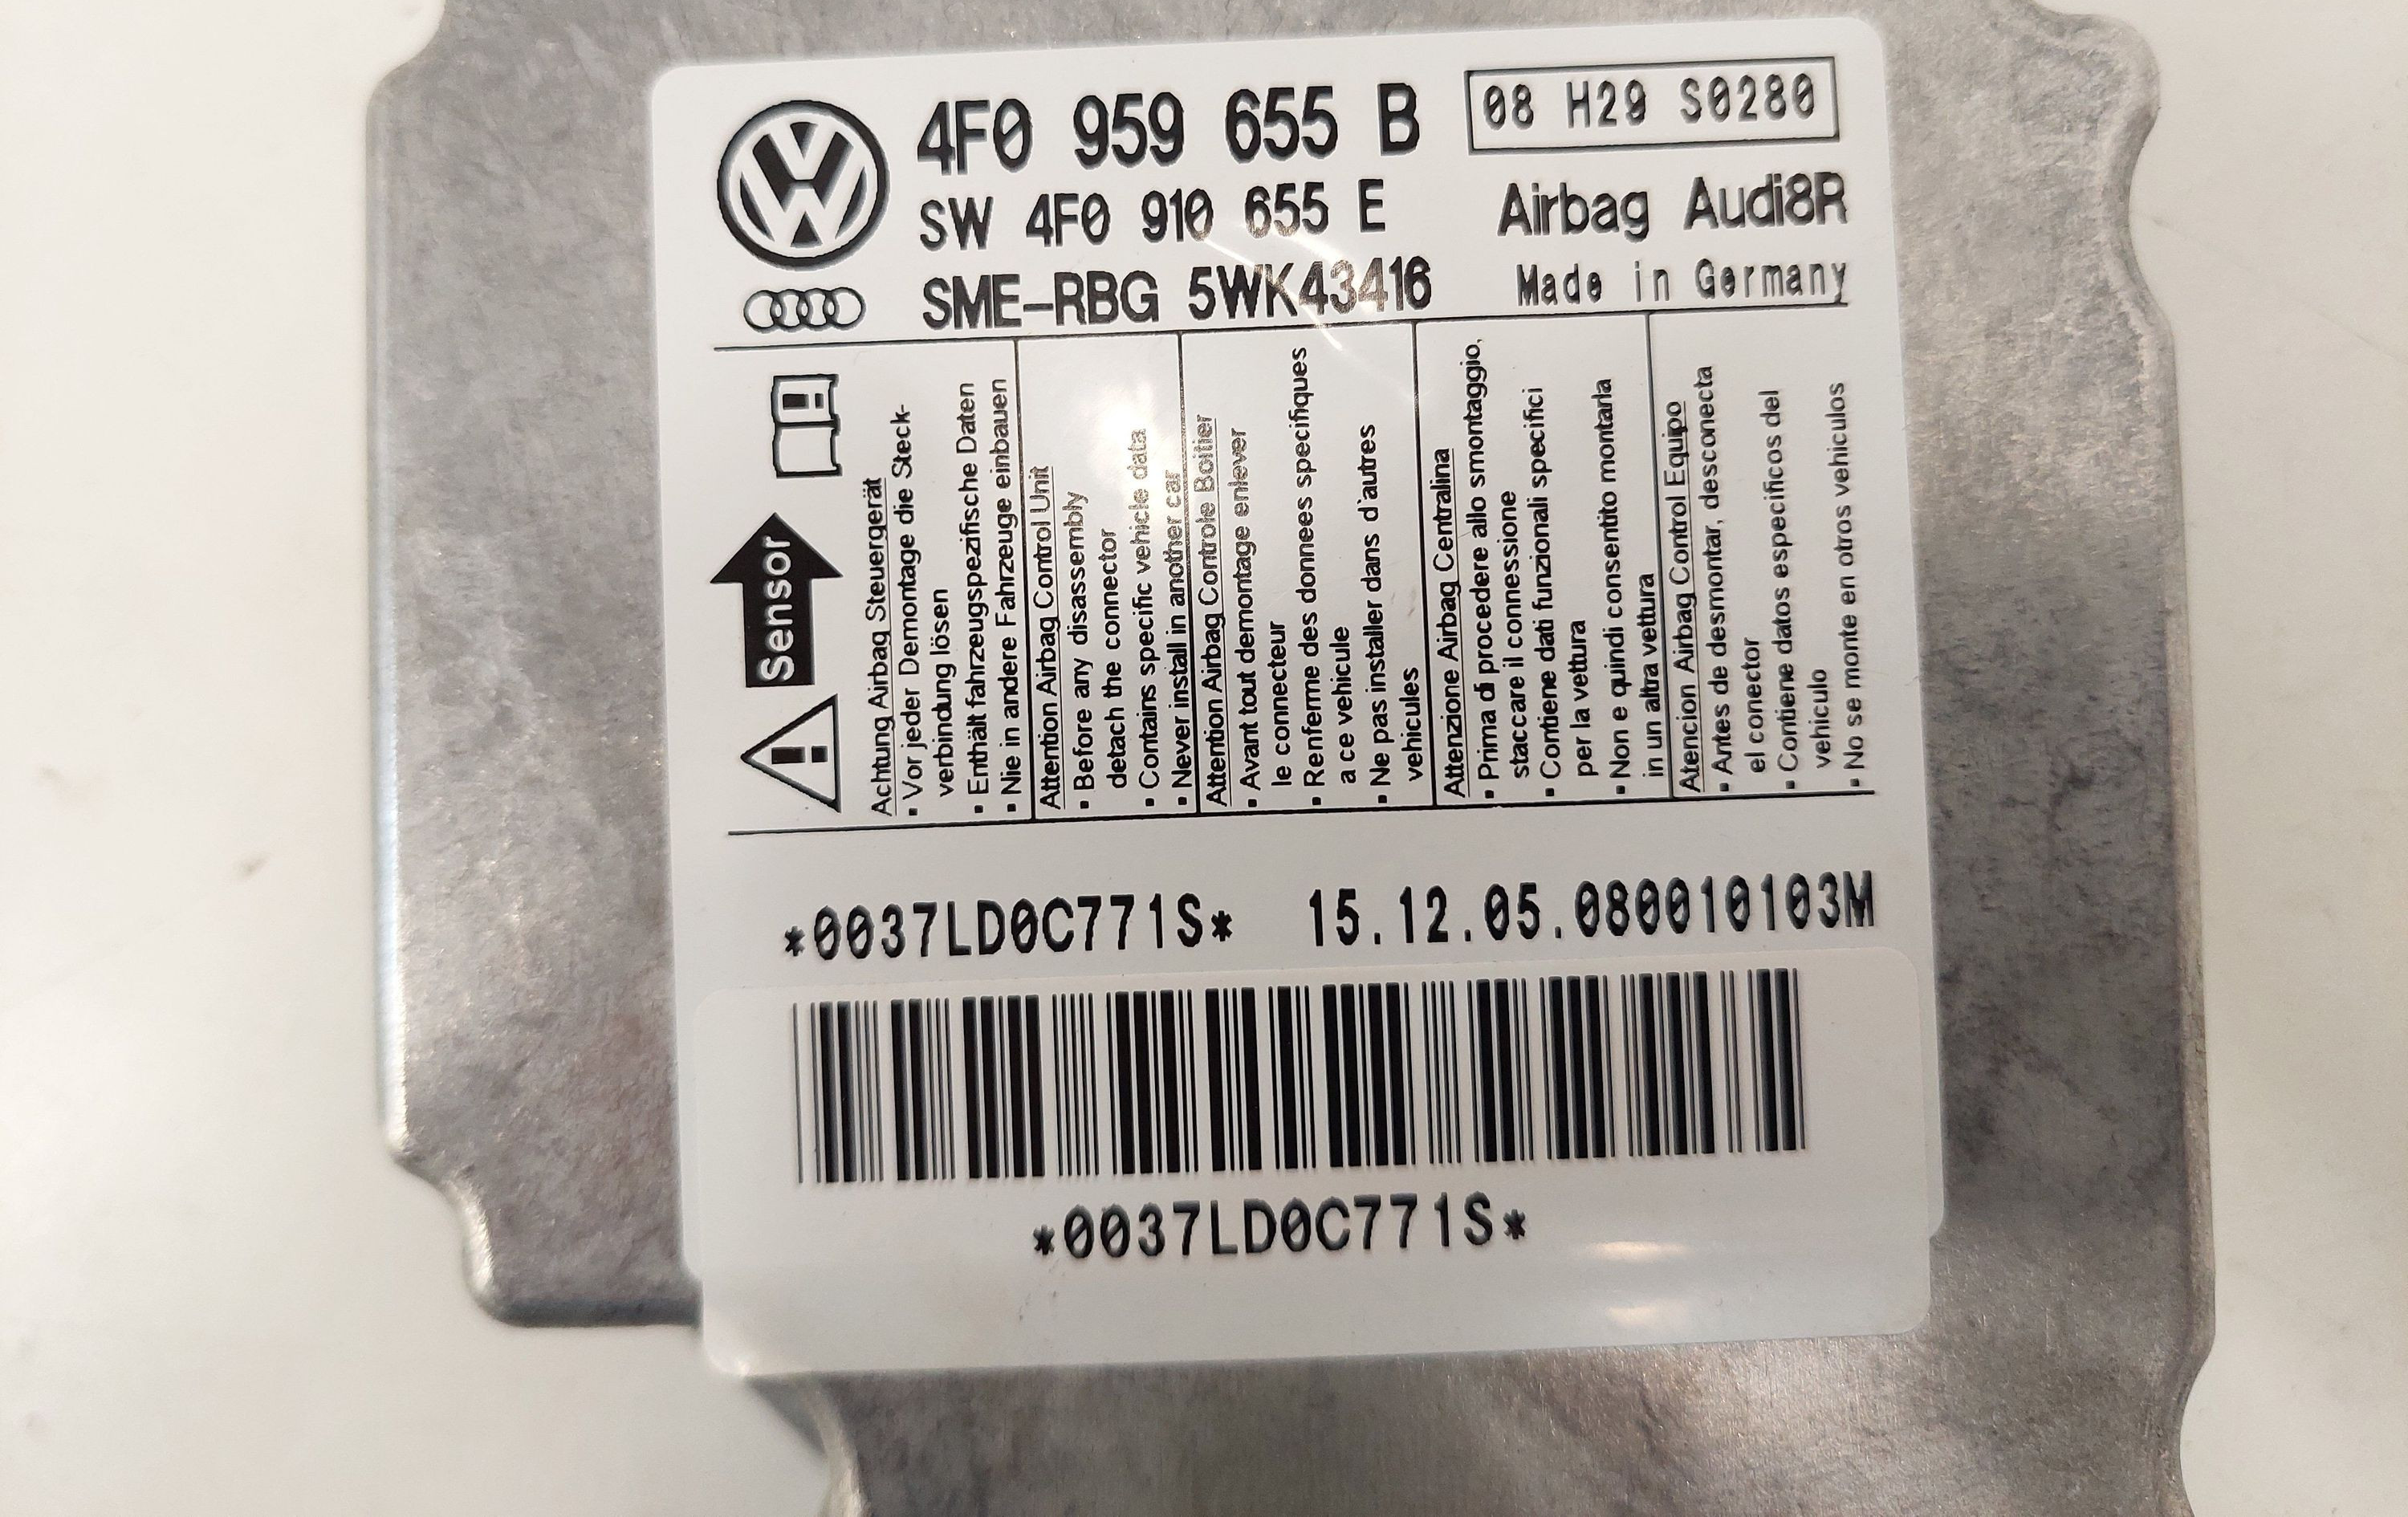 4F0 959 655 B
08 H29 S0280
SW 4F0 910 655 E
Airbag Audi8R
SME-RBG 5WK43416
Made in Germany
Sensor
Achtung Airbag Steuergerät
▪ Vor jeder Demontage die Steck-
verbindung lösen
▪ Enthält fahrzeugspezifische Daten
▪ Nie in andere Fahrzeuge einbauen
Attention Airbag Control Unit
▪ Before any disassembly
detach the connector
▪ Contains specific vehicle data
▪ Never install in another car
Attention Airbag Controle Boitier
▪ Avant tout demontage enlever
le connecteur
▪ Renferme des donnees specifiques
a ce vehicule
▪ Ne pas installer dans d'autres
vehicules
Attenzione Airbag Centralina
▪ Prima di procedere allo smontaggio,
staccare il connessione
▪ Contiene dati funzionali specifici
per la vettura
▪ Non e quindi consentito montarla
in un altra vettura
Atencion Airbag Control Equipo
▪ Antes de desmontar, desconecta
el conector
▪ Contiene datos especificos del
vehiculo
▪ No se monte en otros vehiculos
*0037LD0C771S* 15.12.05.080010103M
*0037LD0C771S*